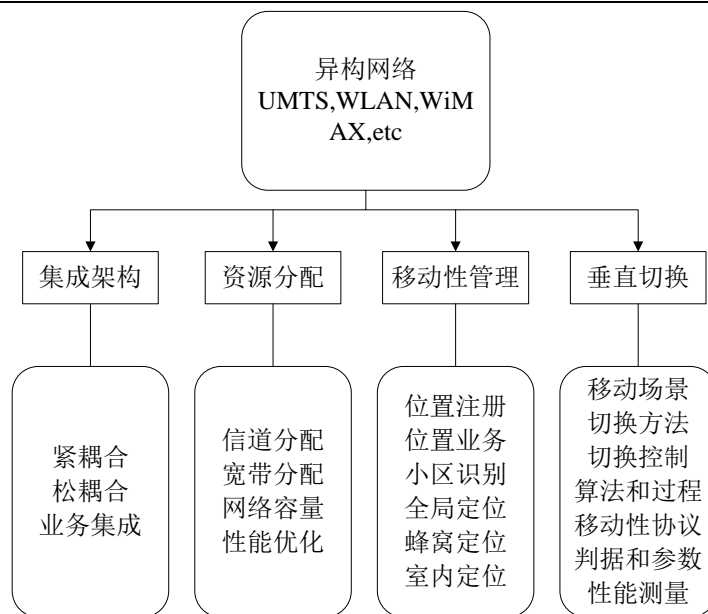 异构网络
UMTS,WLAN,WiM
AX,etc
集成架构
资源分配
移动性管理
垂直切换
紧耦合
松耦合
业务集成
信道分配
宽带分配
网络容量
性能优化
位置注册
位置业务
小区识别
全局定位
蜂窝定位
室内定位
移动场景
切换方法
切换控制
算法和过程
移动性协议
判据和参数
性能测量